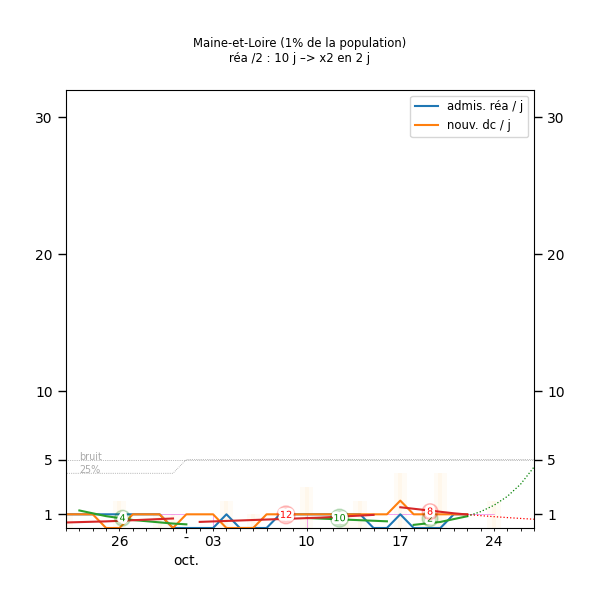 Maine-et-Loire (1% de la population)
réa /2 : 10 j –> x2 en 2 j
admis. réa / j
nouv. dc / j
30 30
20 20
10 10
5 5
bruit
25%
1 1
4 12 10 8 2
26 - 03 10 17 24
oct.